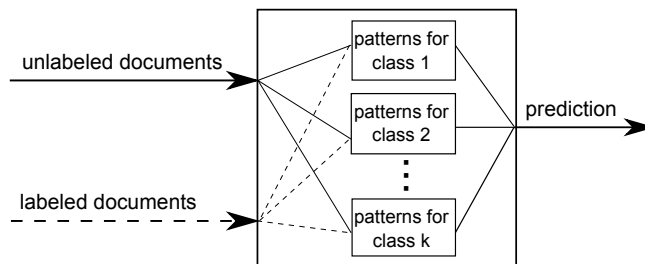 unlabeled documents
patterns for
class 1
patterns for
class 2
prediction
labeled documents
patterns for
class k